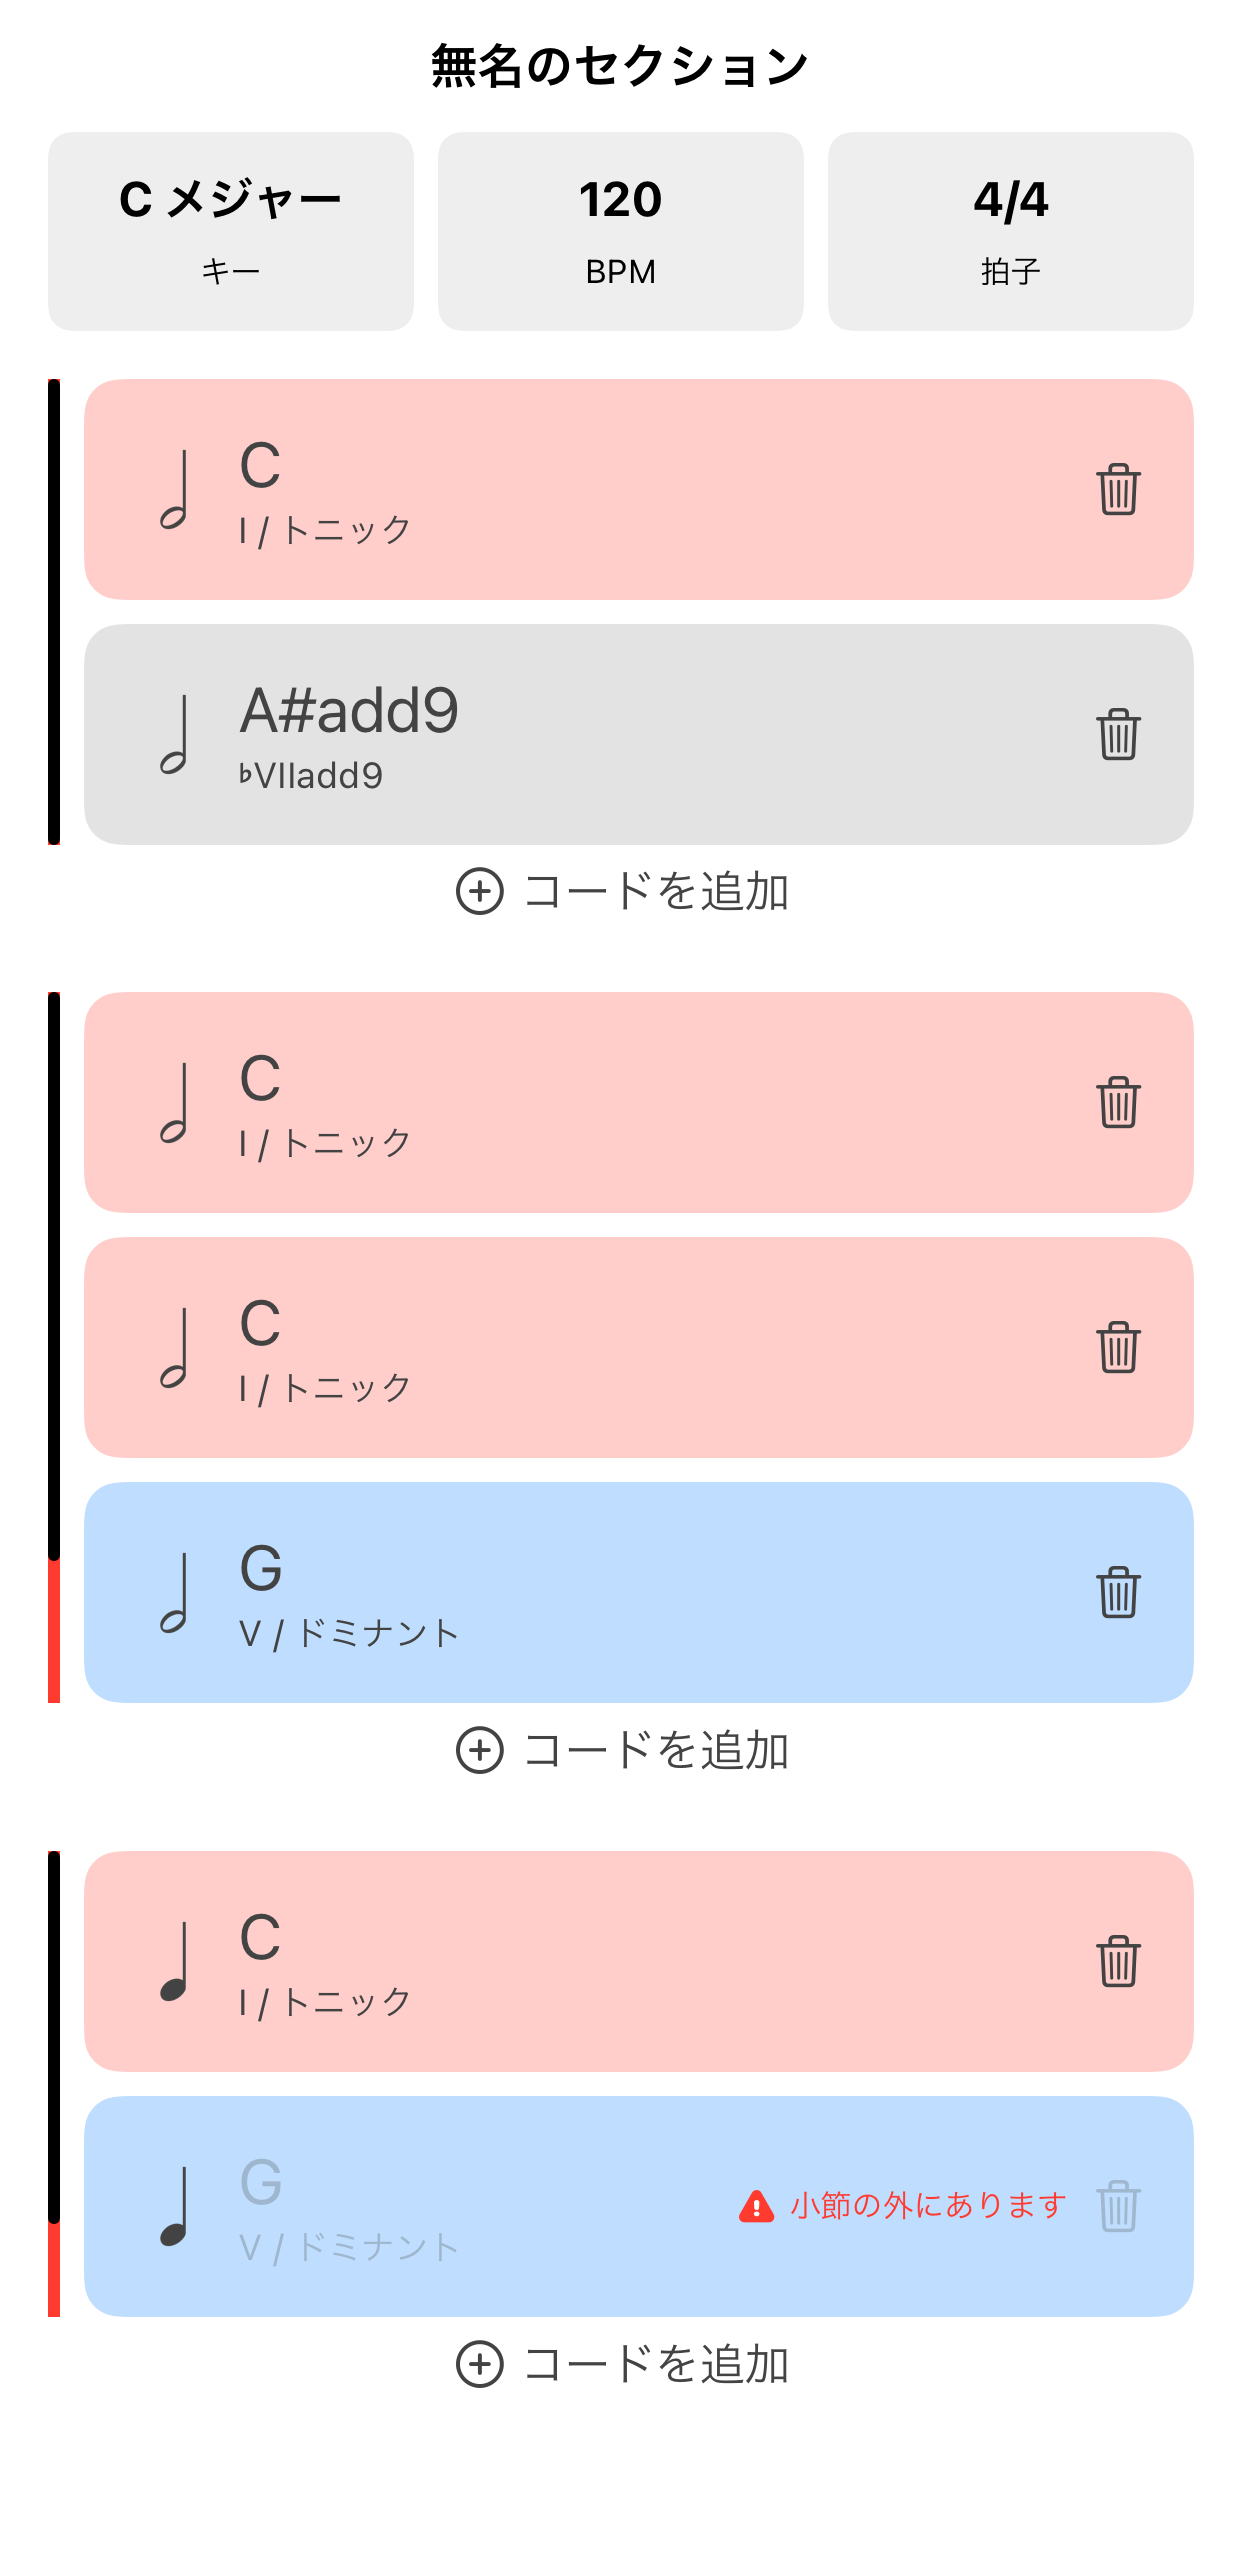 無名のセクション
C メジャー
キー
120
BPM
4/4
拍子
C
I / トニック
A#add9
♭VIIadd9
コードを追加
C
I / トニック
C
I / トニック
G
V / ドミナント
コードを追加
C
I / トニック
G
V / ドミナント
小節の外にあります
コードを追加